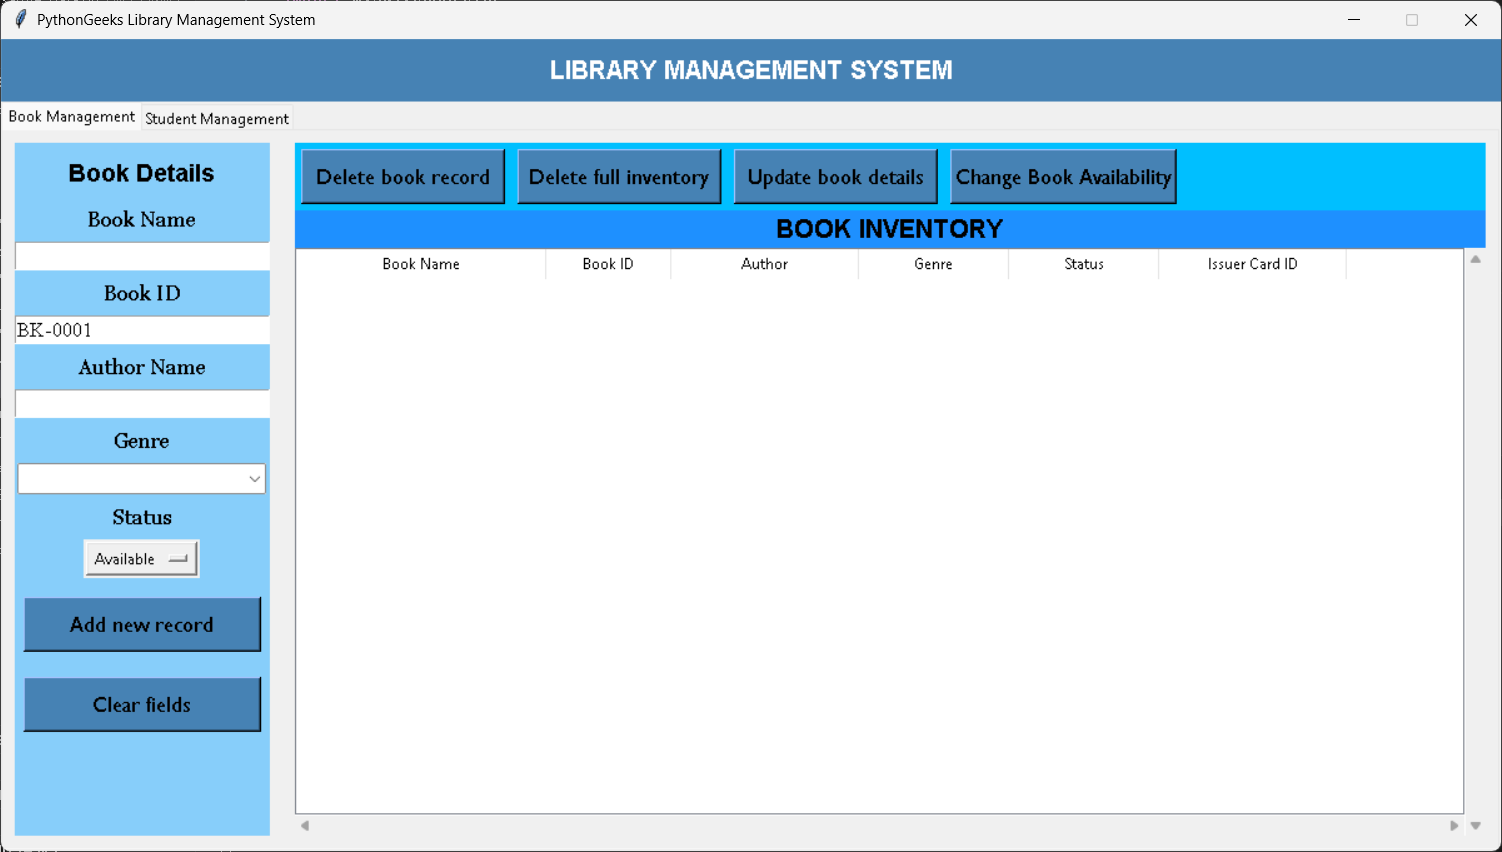 PythonGeeks Library Management System
LIBRARY MANAGEMENT SYSTEM
Book Management Student Management
Book Details
Book Name
Book ID
BK-0001
Author Name
Genre
Status
Available
Add new record
Clear fields
Delete book record Delete full inventory Update book details Change Book Availability
BOOK INVENTORY
Book Name Book ID Author Genre Status Issuer Card ID